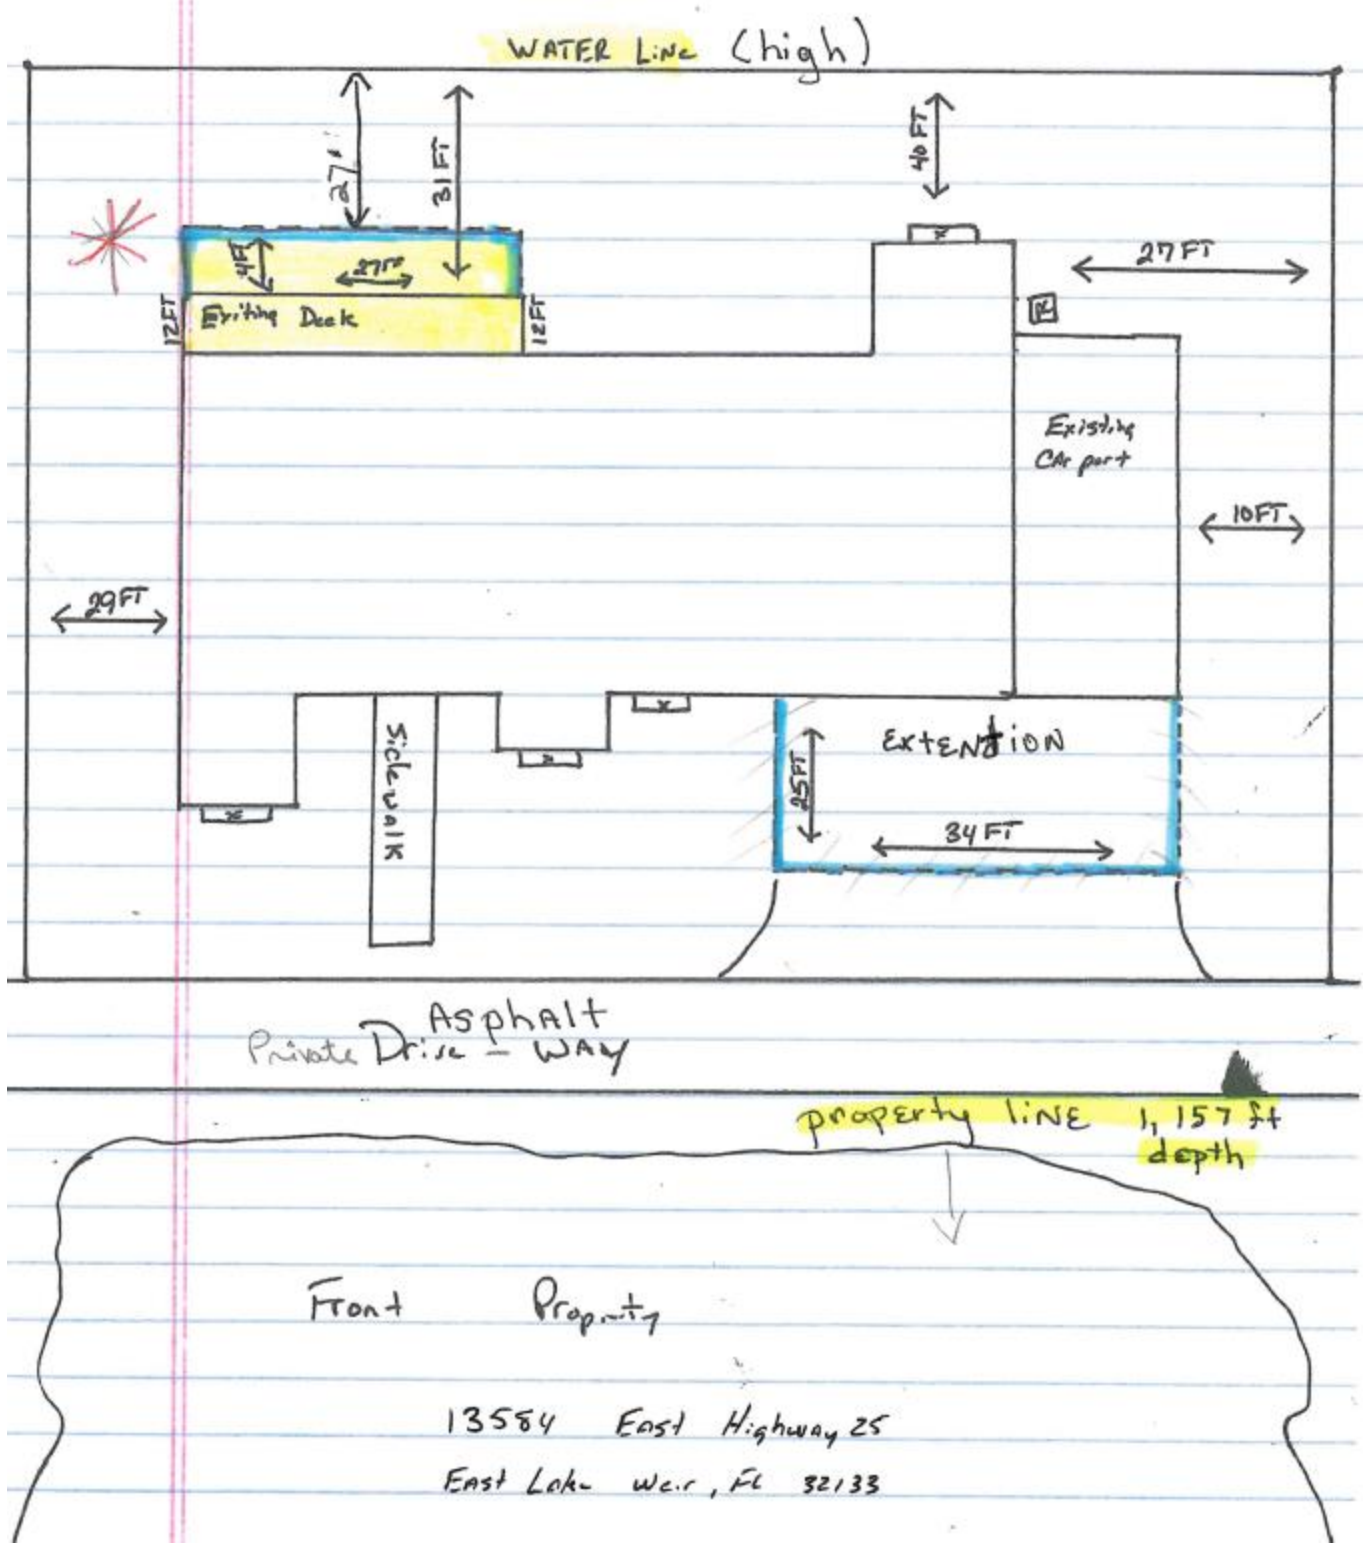 WATER LiNe (high)
27"
31 FT
40 FT
27 FT
4FT
27FT
12FT
Exiting Deck
12FT
R
Existing
CAr port
10FT
29FT
x
Sidewalk
x
x
x
EXtENtiON
25FT
34 FT
Asphalt
Private Drive - WAY
property liNE 1,157 ft
depth
Front Property
13584 East Highway 25
East Lake Weir, FL 32133